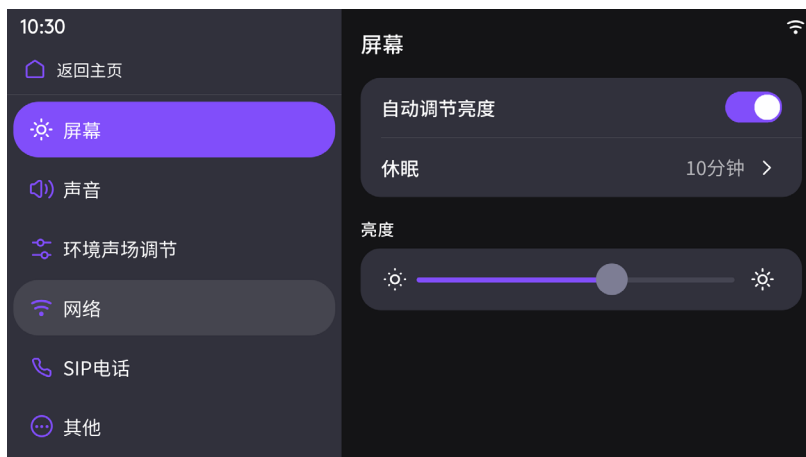 10:30
返回主页
屏幕
声音
环境声场调节
网络
SIP电话
其他
屏幕
自动调节亮度
休眠 10分钟
亮度